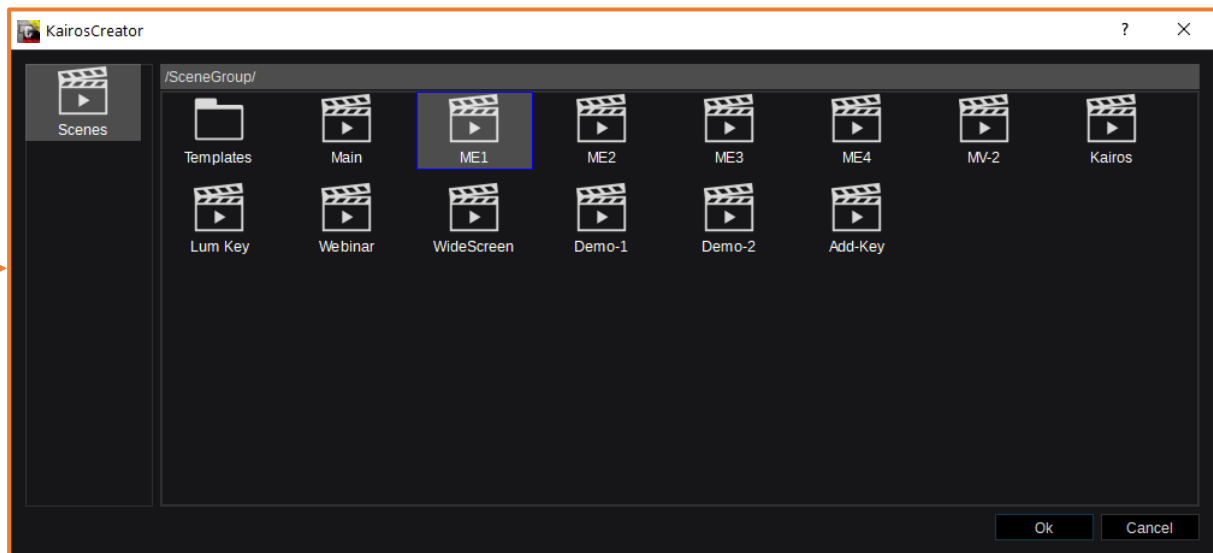 KairosCreator ?
Scenes
/SceneGroup/
Templates Main ME1 ME2 ME3 ME4 MV-2 Kairos
Lum Key Webinar WideScreen Demo-1 Demo-2 Add-Key
Ok Cancel